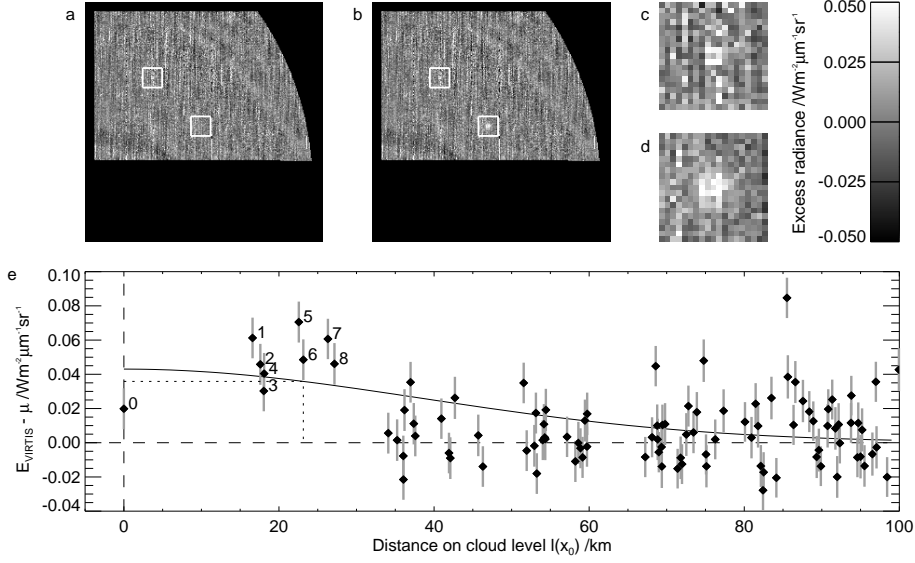 a
b
c
d
Excess radiance /Wm⁻²μm⁻¹sr⁻¹
0.050
0.025
0.000
-0.025
-0.050
e
E_VIRTIS - μ /Wm⁻²μm⁻¹sr⁻¹
0.10
0.08
0.06
0.04
0.02
0.00
-0.02
-0.04
0
1
2
4
3
5
6
7
8
0 20 40 60 80 100
Distance on cloud level l(x₀) /km